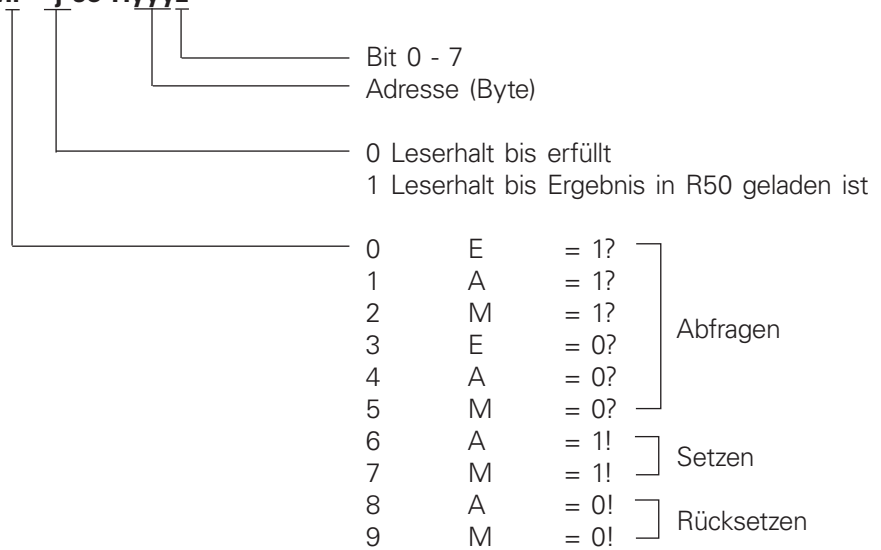 Bit 0 - 7
Adresse (Byte)
0 Leserhalt bis erfüllt
1 Leserhalt bis Ergebnis in R50 geladen ist
0 E = 1?
1 A = 1?
2 M = 1?
Abfragen
3 E = 0?
4 A = 0?
5 M = 0?
6 A = 1!
Setzen
7 M = 1!
8 A = 0!
Rücksetzen
9 M = 0!